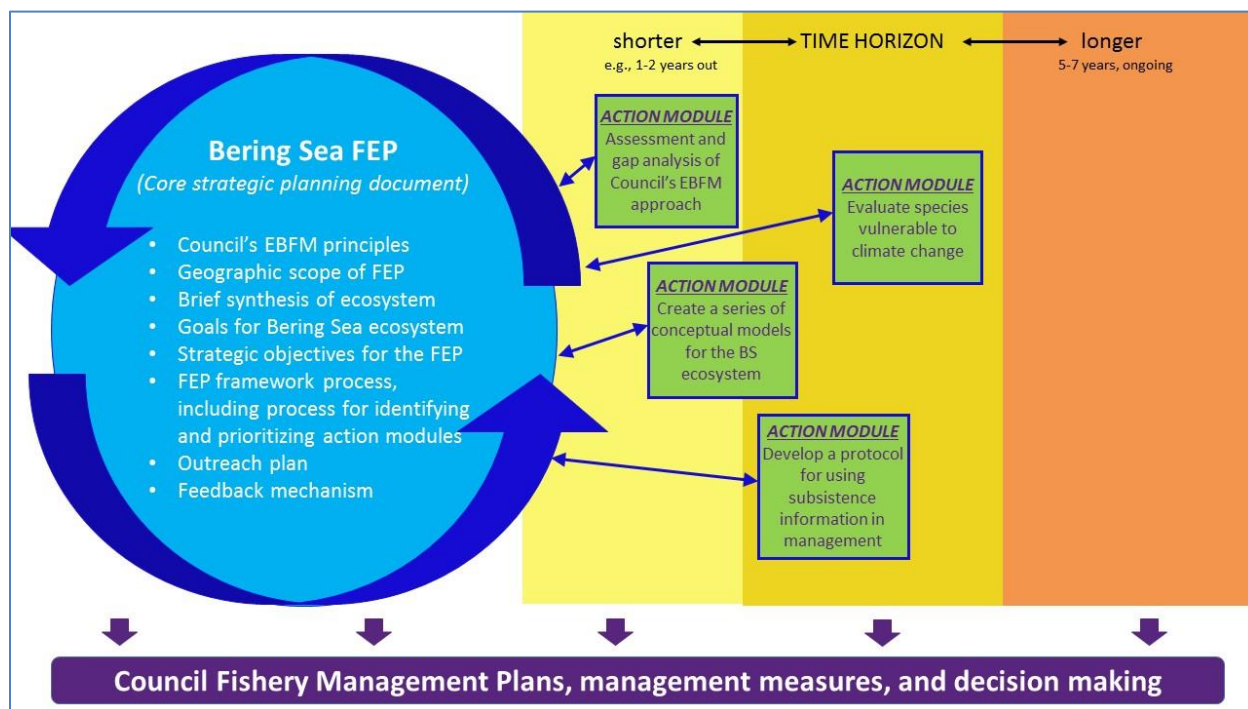 shorter
TIME HORIZON
longer
e.g., 1-2 years out
5-7 years, ongoing
Bering Sea FEP
(Core strategic planning document)
• Council's EBFM principles
• Geographic scope of FEP
• Brief synthesis of ecosystem
• Goals for Bering Sea ecosystem
• Strategic objectives for the FEP
• FEP framework process,
including process for identifying
and prioritizing action modules
• Outreach plan
• Feedback mechanism
ACTION MODULE
Assessment and
gap analysis of
Council's EBFM
approach
ACTION MODULE
Evaluate species
vulnerable to
climate change
ACTION MODULE
Create a series of
conceptual models
for the BS
ecosystem
ACTION MODULE
Develop a protocol
for using
subsistence
information in
management
Council Fishery Management Plans, management measures, and decision making